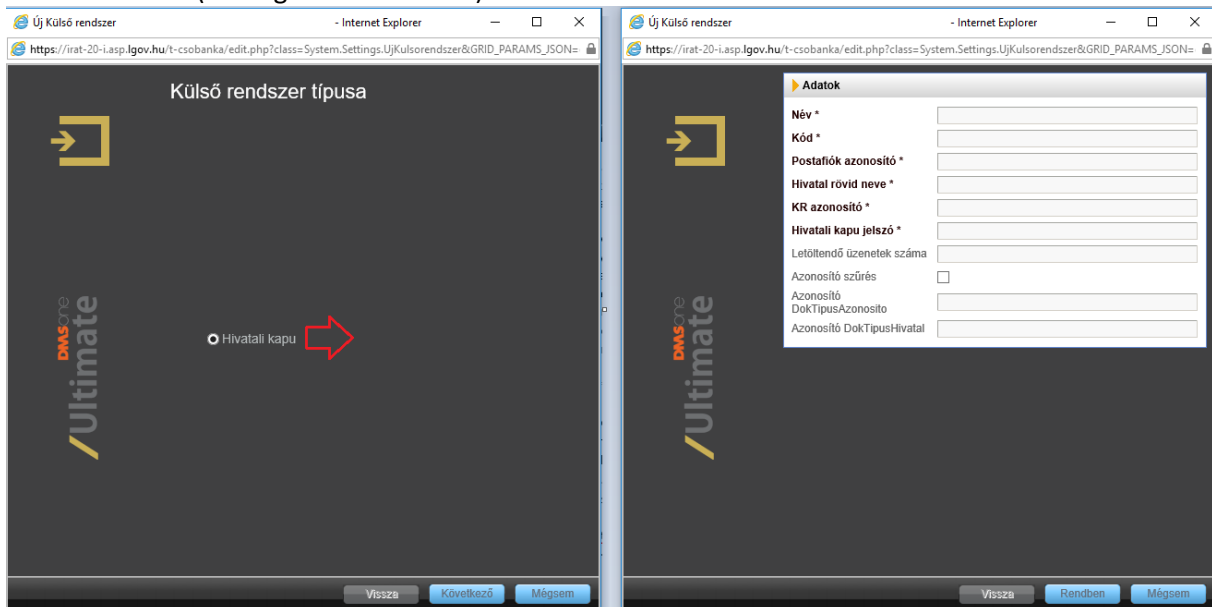 Új Külső rendszer - Internet Explorer
https://irat-20-i.asp.lgov.hu/t-csobanka/edit.php?class=System.Settings.UjKulsorendszer&GRID_PARAMS_JSON=
Külső rendszer típusa
Hivatali kapu
DMSone
/Ultimate
Vissza Következő Mégsem
Új Külső rendszer - Internet Explorer
https://irat-20-i.asp.lgov.hu/t-csobanka/edit.php?class=System.Settings.UjKulsorendszer&GRID_PARAMS_JSON=
Adatok
Név *
Kód *
Postafiók azonosító *
Hivatal rövid neve *
KR azonosító *
Hivatali kapu jelszó *
Letöltendő üzenetek száma
Azonosító szűrés
Azonosító
DokTipusAzonosito
Azonosító DokTipusHivatal
DMSone
/Ultimate
Vissza Rendben Mégsem